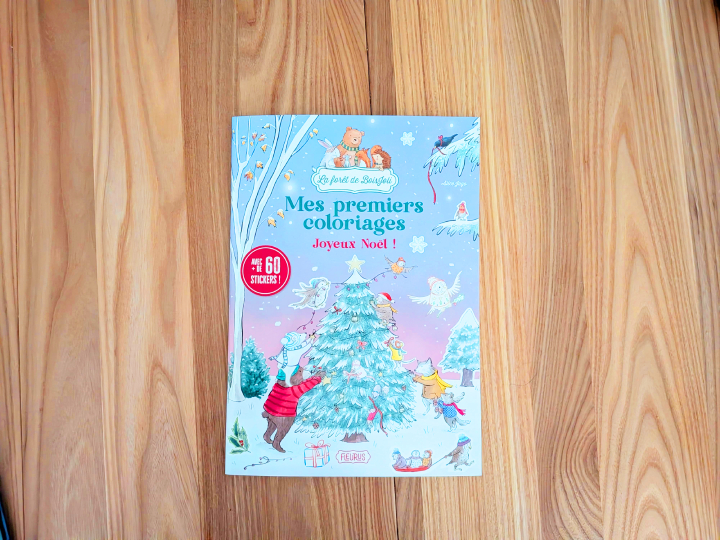 La forêt de Boisjoli
Mes premiers
coloriages
Joyeux Noël !
AVEC
+ DE 60
STICKERS !
FLEURUS